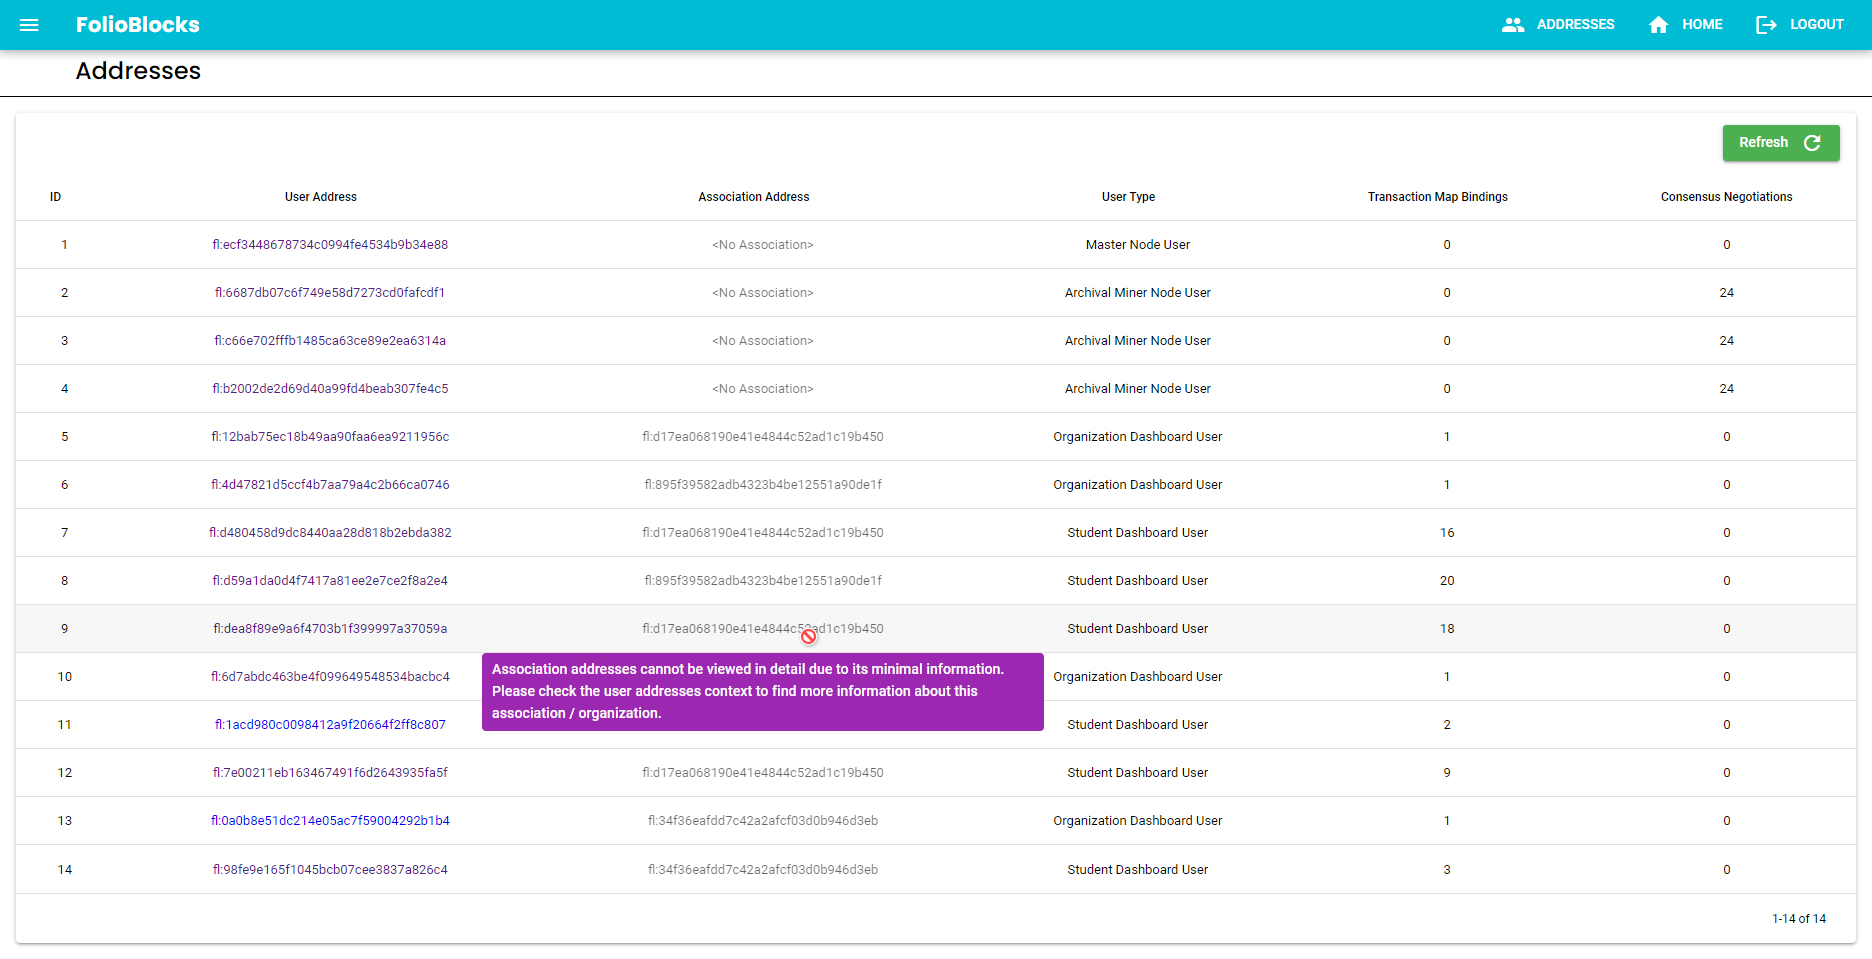 FolioBlocks ADDRESSES HOME LOGOUT
Addresses
Refresh
ID User Address Association Address User Type Transaction Map Bindings Consensus Negotiations
1 fl:ecf3448678734c0994fe4534b9b34e88 <No Association> Master Node User 0 0
2 fl:6687db07c6f749e58d7273cd0fafcdf1 <No Association> Archival Miner Node User 0 24
3 fl:c66e702fffb1485ca63ce89e2ea6314a <No Association> Archival Miner Node User 0 24
4 fl:b2002de2d69d40a99fd4beab307fe4c5 <No Association> Archival Miner Node User 0 24
5 fl:12bab75ec18b49aa90faa6ea9211956c fl:d17ea068190e41e4844c52ad1c19b450 Organization Dashboard User 1 0
6 fl:4d47821d5ccf4b7aa79a4c2b66ca0746 fl:895f39582adb4323b4be12551a90de1f Organization Dashboard User 1 0
7 fl:d480458d9dc8440aa28d818b2ebda382 fl:d17ea068190e41e4844c52ad1c19b450 Student Dashboard User 16 0
8 fl:d59a1da0d4f7417a81ee2e7ce2f8a2e4 fl:895f39582adb4323b4be12551a90de1f Student Dashboard User 20 0
9 fl:dea8f89e9a6f4703b1f399997a37059a fl:d17ea068190e41e4844c52ad1c19b450 Student Dashboard User 18 0
10 fl:6d7abdc463be4f099649548534bacbc4 Organization Dashboard User 1 0
Association addresses cannot be viewed in detail due to its minimal information.
Please check the user addresses context to find more information about this
association / organization.
11 fl:1acd980c0098412a9f20664f2ff8c807 Student Dashboard User 2 0
12 fl:7e00211eb163467491f6d2643935fa5f fl:d17ea068190e41e4844c52ad1c19b450 Student Dashboard User 9 0
13 fl:0a0b8e51dc214e05ac7f59004292b1b4 fl:34f36eafdd7c42a2afcf03d0b946d3eb Organization Dashboard User 1 0
14 fl:98fe9e165f1045bcb07cee3837a826c4 fl:34f36eafdd7c42a2afcf03d0b946d3eb Student Dashboard User 3 0
1-14 of 14